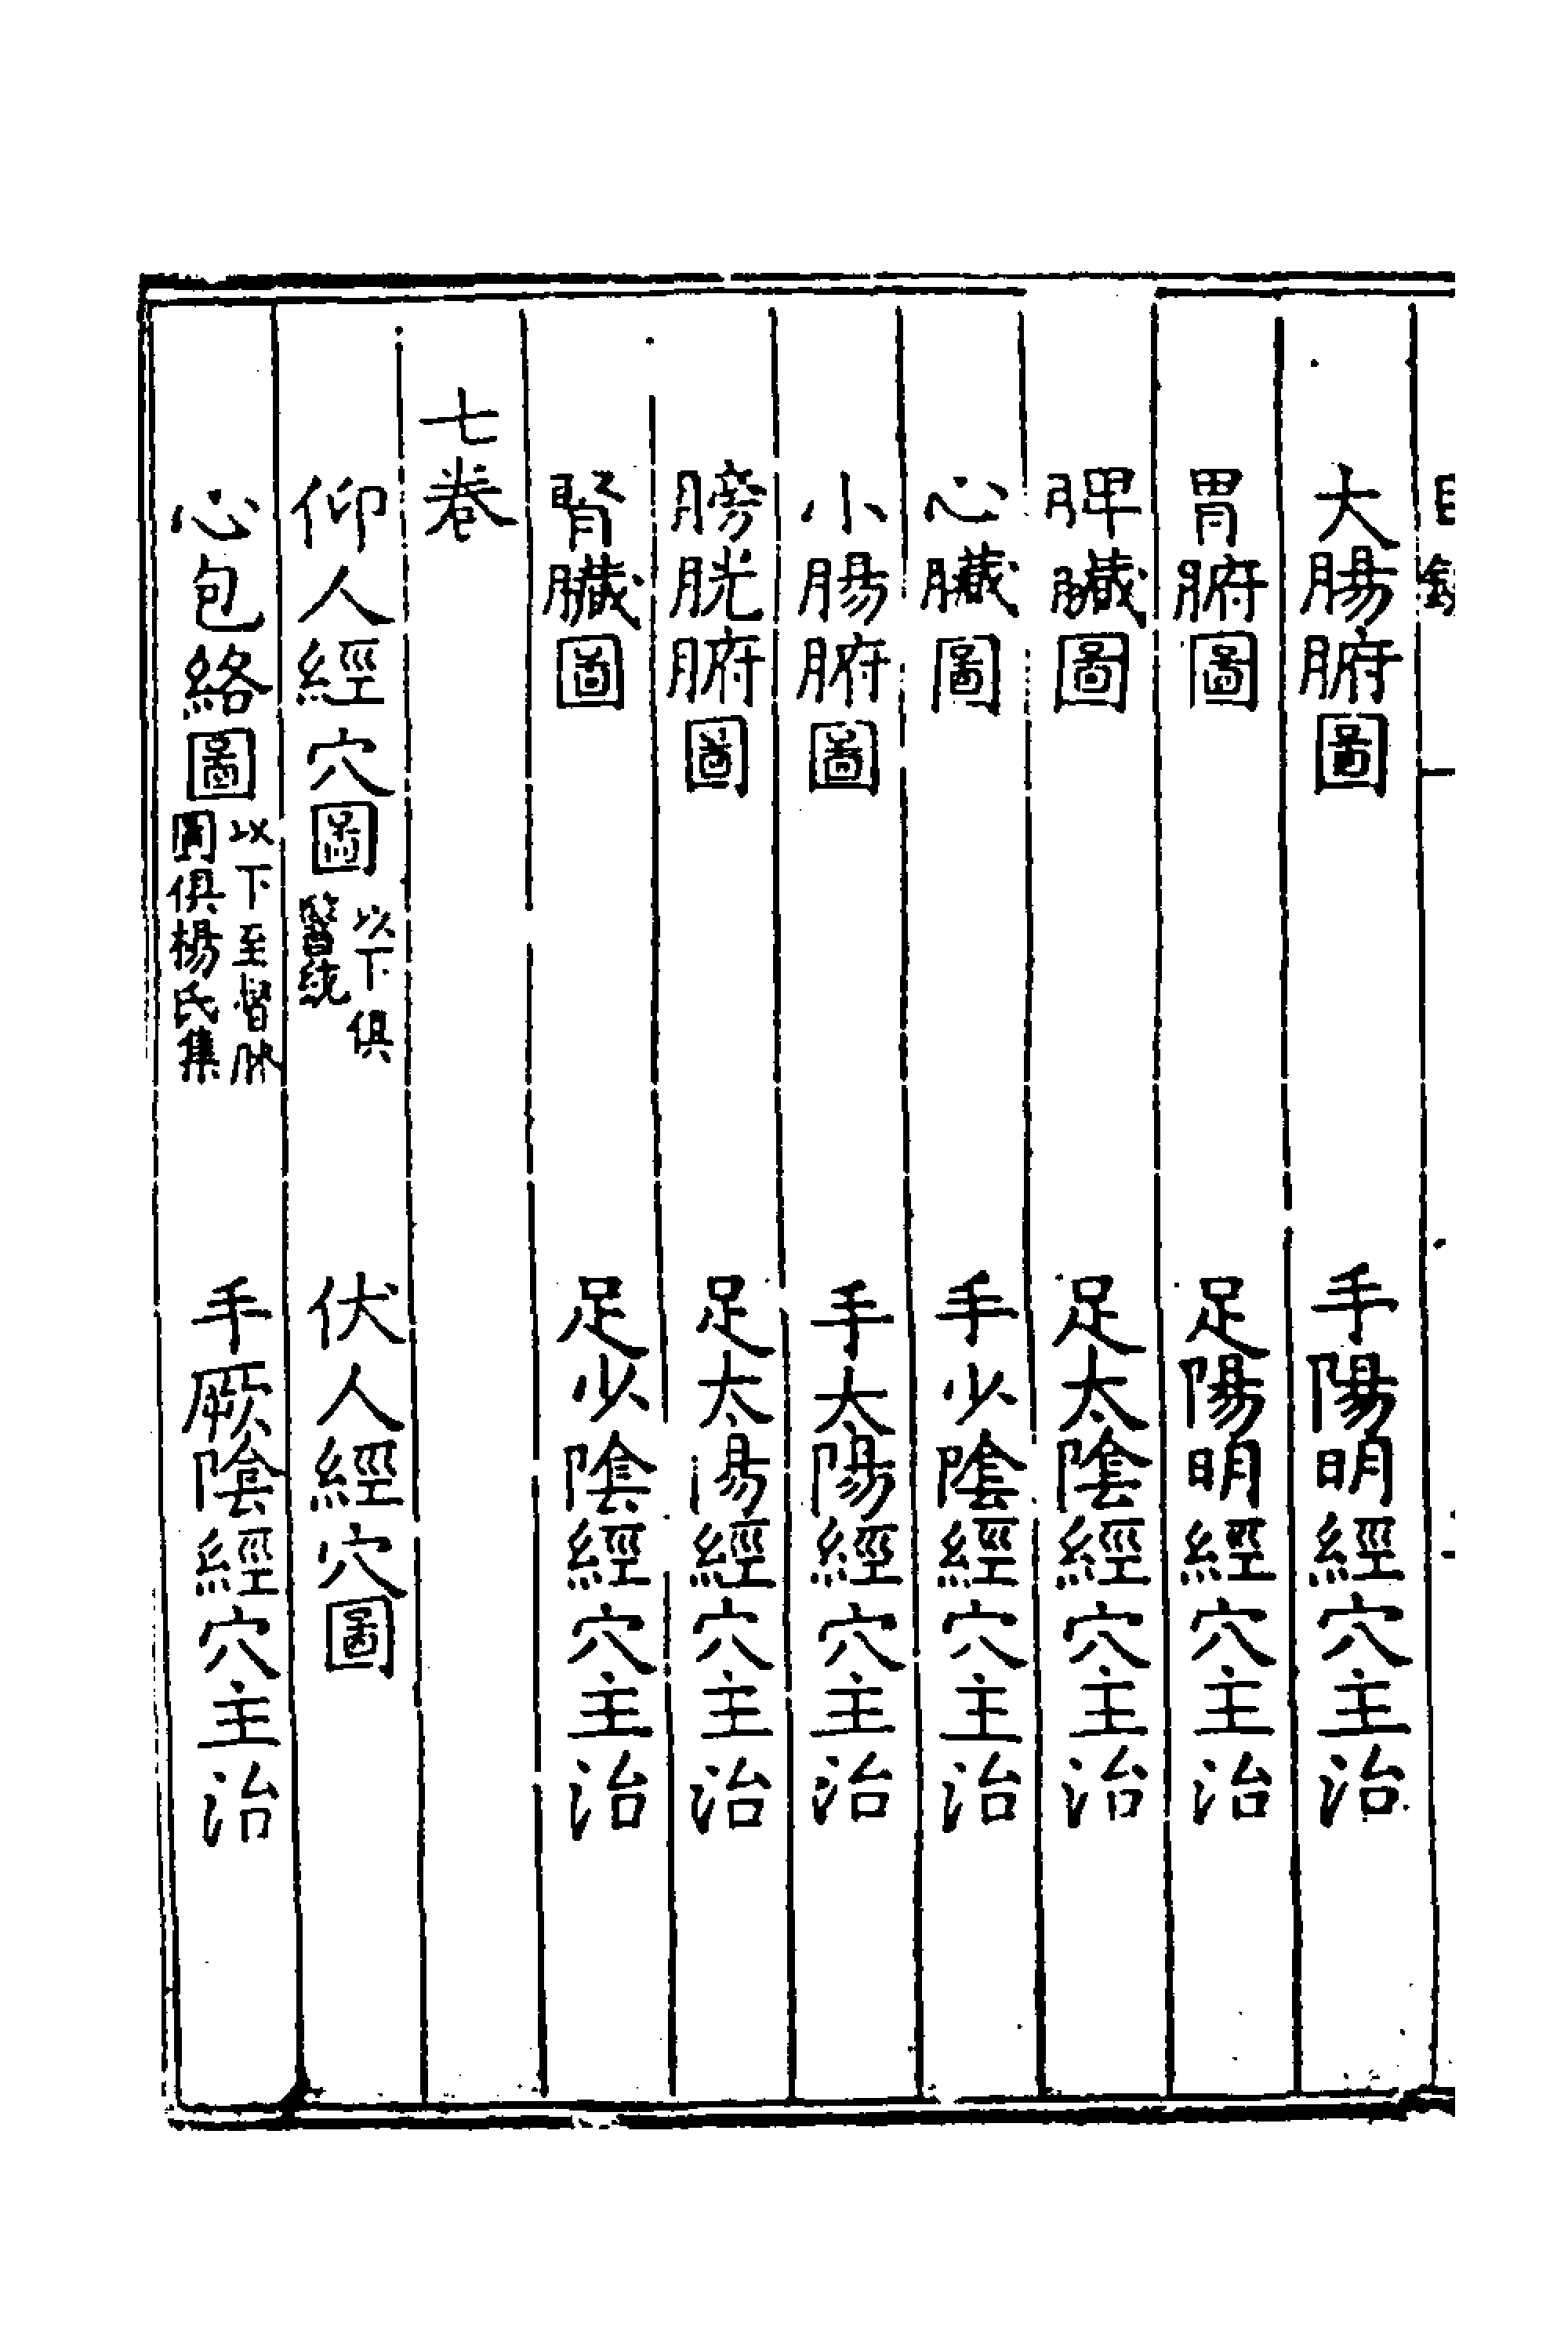 目錄
大腸腑圖　手陽明經穴主治
胃腑圖　足陽明經穴主治
脾臟圖　足太陰經穴主治
心臟圖　手少陰經穴主治
小腸腑圖　手太陽經穴主治
膀胱腑圖　足太陽經穴主治
腎臟圖　足少陰經穴主治
七卷
仰人經穴圖 以下俱醫統　伏人經穴圖
心包絡圖 以下至督脉圖俱楊氏集　手厥陰經穴主治